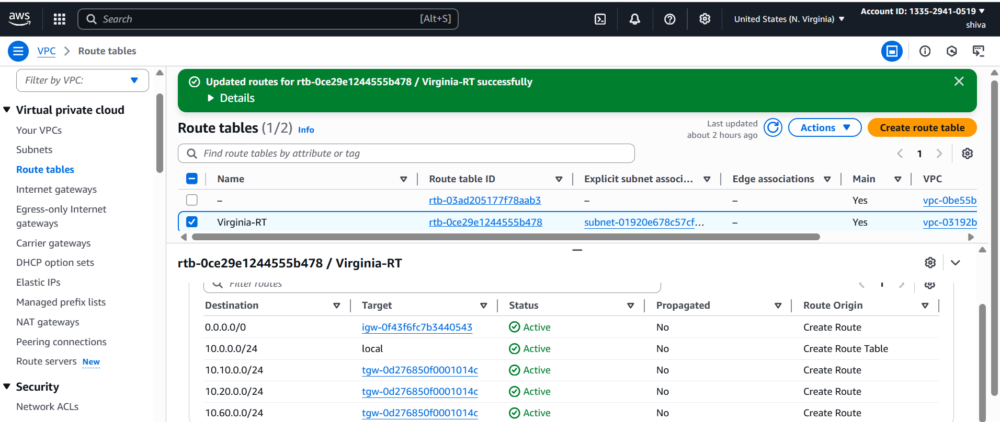 aws
Search [Alt+S]
United States (N. Virginia)
Account ID: 1335-2941-0519
shiva
VPC > Route tables
Filter by VPC:
Virtual private cloud
Your VPCs
Subnets
Route tables
Internet gateways
Egress-only Internet
gateways
Carrier gateways
DHCP option sets
Elastic IPs
Managed prefix lists
NAT gateways
Peering connections
Route servers New
Security
Network ACLs
Updated routes for rtb-0ce29e1244555b478 / Virginia-RT successfully
Details
Route tables (1/2) Info
Last updated
about 2 hours ago
Actions
Create route table
Find route tables by attribute or tag
1
Name Route table ID Explicit subnet associ... Edge associations Main VPC
– rtb-03ad205177f78aab3 – – Yes vpc-0be55b
Virginia-RT rtb-0ce29e1244555b478 subnet-01920e678c57cf... – Yes vpc-03192b
rtb-0ce29e1244555b478 / Virginia-RT
Filter routes
1
Destination Target Status Propagated Route Origin
0.0.0.0/0 igw-0f43f6fc7b3440543 Active No Create Route
10.0.0.0/24 local Active No Create Route Table
10.10.0.0/24 tgw-0d276850f0001014c Active No Create Route
10.20.0.0/24 tgw-0d276850f0001014c Active No Create Route
10.60.0.0/24 tgw-0d276850f0001014c Active No Create Route